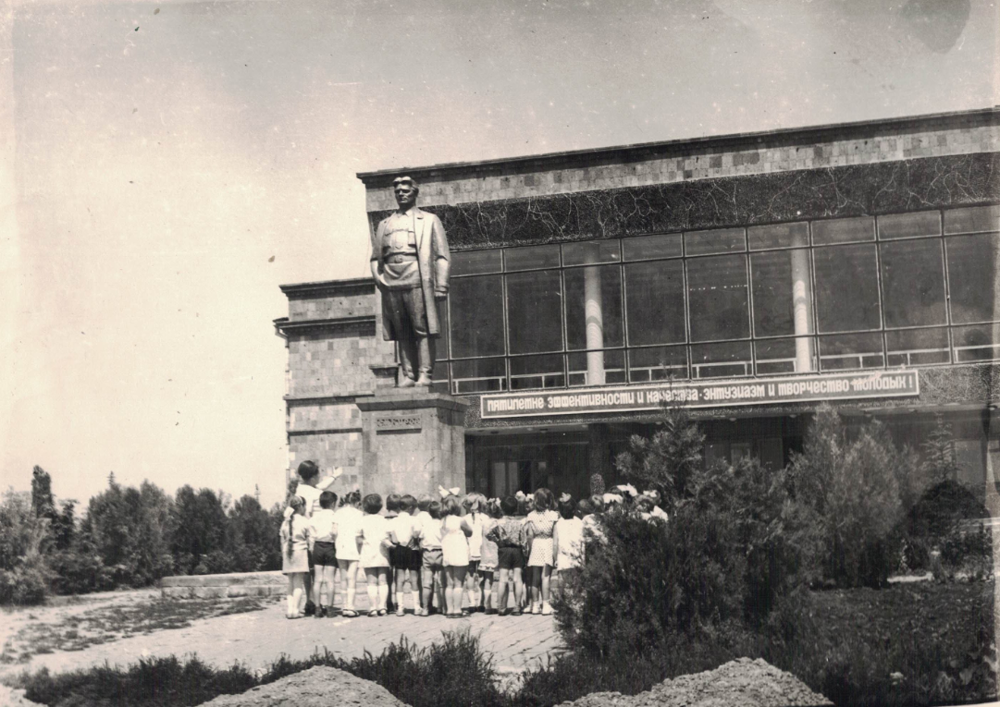 ПЯТИЛЕТКЕ ЭФФЕКТИВНОСТИ И КАЧЕСТВА · ЭНТУЗИАЗМ И ТВОРЧЕСТВО МОЛОДЫХ !